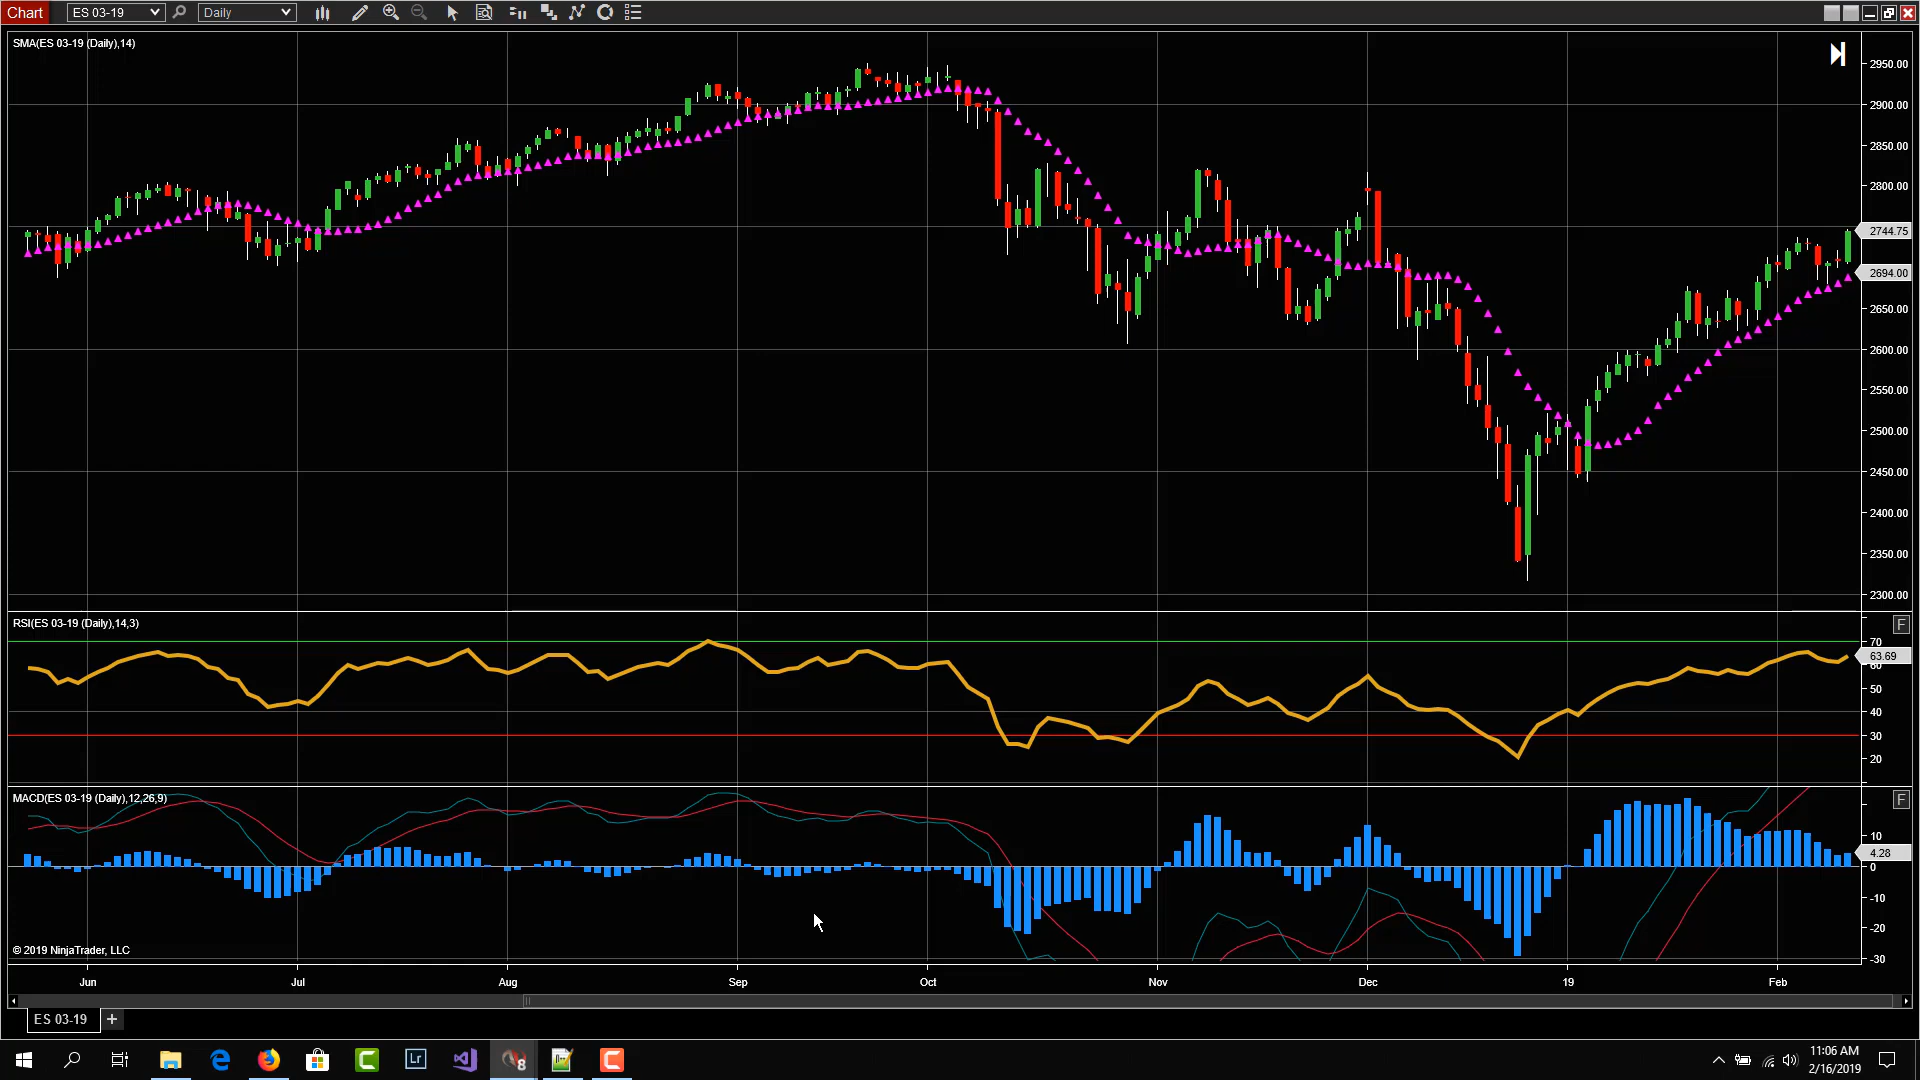 Chart ES 03-19 Daily
SMA(ES 03-19 (Daily),14)
2950.00
2900.00
2850.00
2800.00
2744.75
2694.00
2650.00
2600.00
2550.00
2500.00
2450.00
2400.00
2350.00
2300.00
RSI(ES 03-19 (Daily),14,3)
F
70
63.69
60
50
40
30
20
MACD(ES 03-19 (Daily),12,26,9)
F
10
4.28
0
-10
-20
-30
© 2019 NinjaTrader, LLC
Jun Jul Aug Sep Oct Nov Dec 19 Feb
ES 03-19 +
Lr 8
11:06 AM
2/16/2019